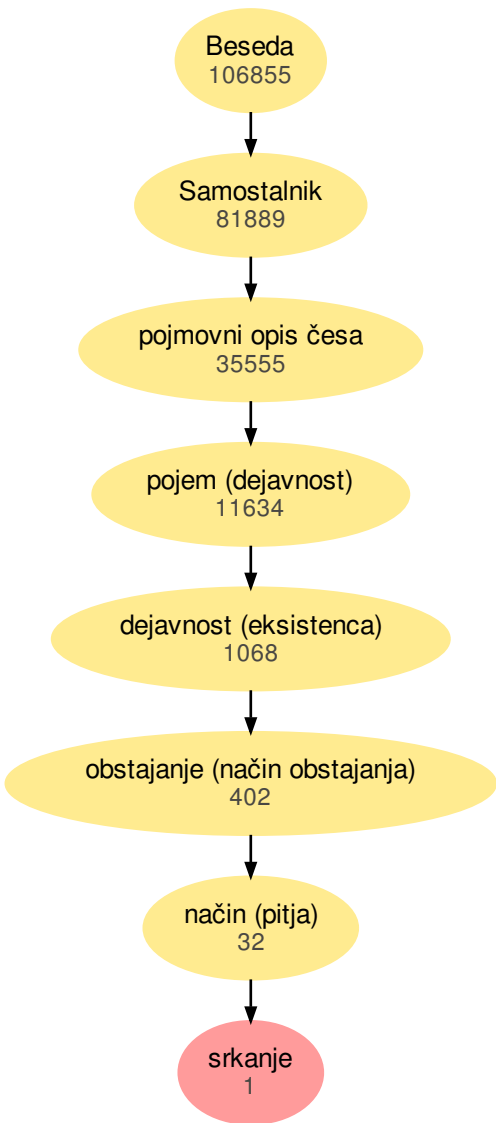 Beseda
106855
Samostalnik
81889
pojmovni opis česa
35555
pojem (dejavnost)
11634
dejavnost (eksistenca)
1068
obstajanje (način obstajanja)
402
način (pitja)
32
srkanje
1